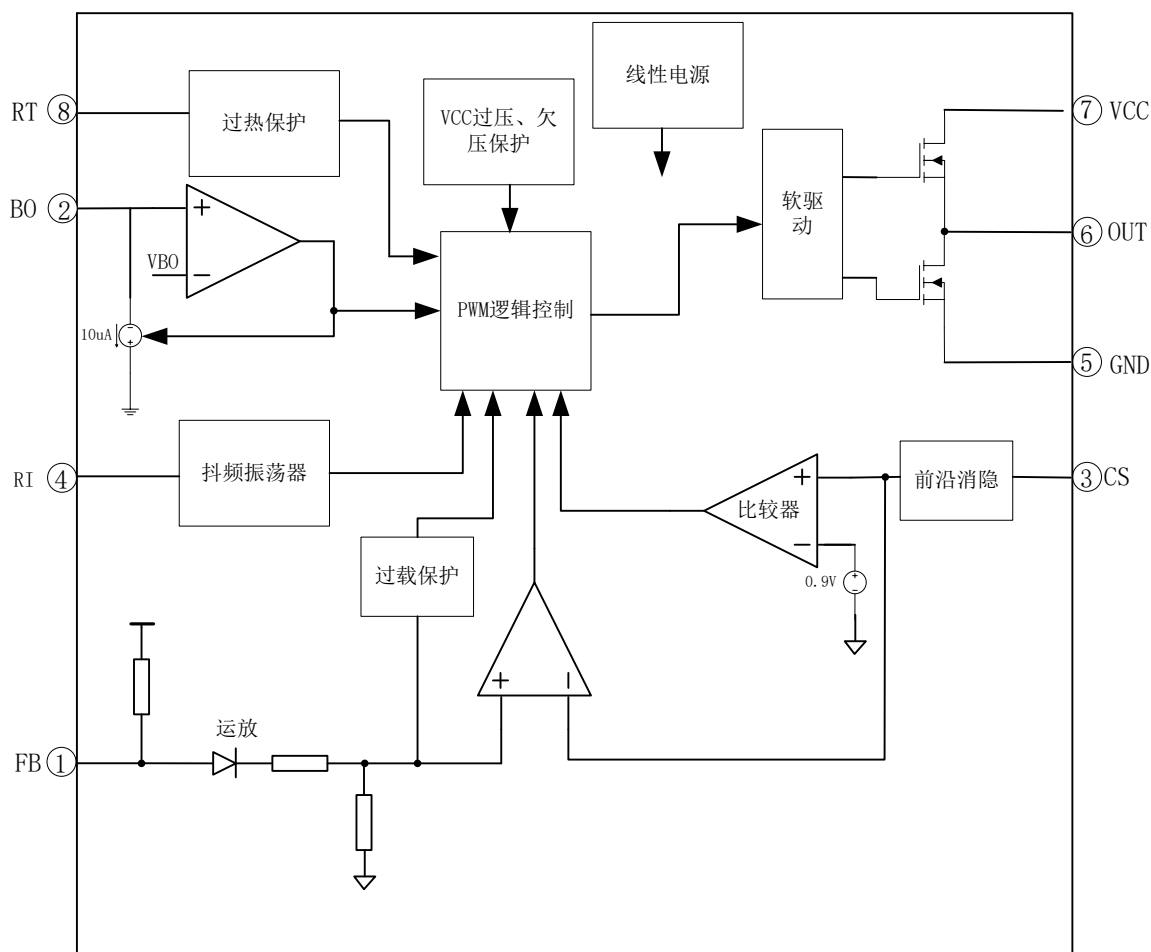 线性电源
RT ⑧
过热保护
VCC过压、欠
压保护
⑦ VCC
BO ②
+
VBO
−
软驱
动
⑥ OUT
10uA
PWM逻辑控制
⑤ GND
RI ④
抖频振荡器
+
比较器
−
前沿消隐
③CS
0.9V
过载保护
+
−
运放
FB①